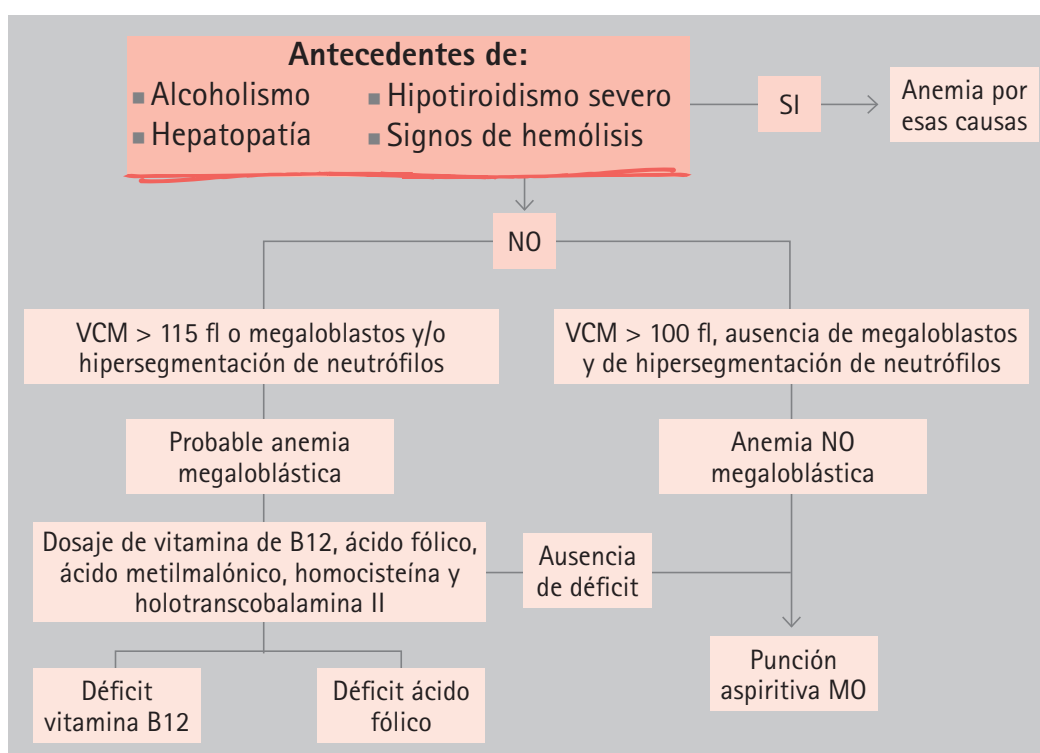 Antecedentes de:
▪ Alcoholismo
▪ Hipotiroidismo severo
▪ Hepatopatía
▪ Signos de hemólisis
SI
Anemia por
esas causas
NO
VCM > 115 fl o megaloblastos y/o
hipersegmentación de neutrófilos
VCM > 100 fl, ausencia de megaloblastos
y de hipersegmentación de neutrófilos
Probable anemia
megaloblástica
Anemia NO
megaloblástica
Dosaje de vitamina de B12, ácido fólico,
ácido metilmalónico, homocisteína y
holotranscobalamina II
Ausencia
de déficit
Punción
aspiritiva MO
Déficit
vitamina B12
Déficit ácido
fólico